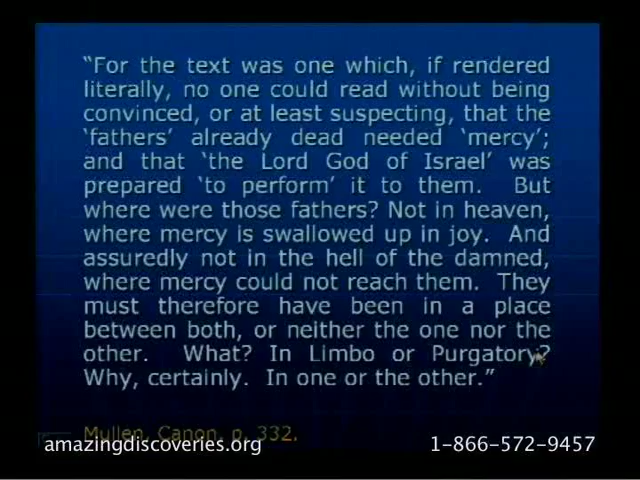 “For the text was one which, if rendered
literally, no one could read without being
convinced, or at least suspecting, that the
‘fathers’ already dead needed ‘mercy’;
and that ‘the Lord God of Israel’ was
prepared ‘to perform’ it to them. But
where were those fathers? Not in heaven,
where mercy is swallowed up in joy. And
assuredly not in the hell of the damned,
where mercy could not reach them. They
must therefore have been in a place
between both, or neither the one nor the
other. What? In Limbo or Purgatory?
Why, certainly. In one or the other.”
Mullen, Canon, p. 332.
amazingdiscoveries.org 1-866-572-9457